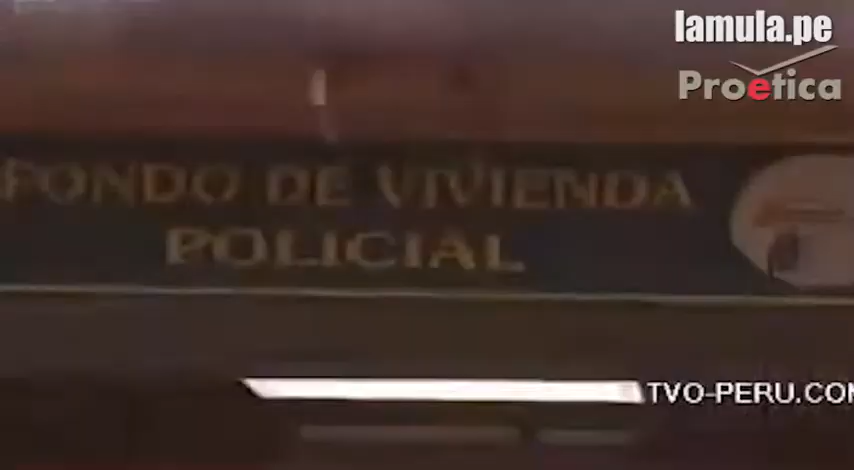 lamula.pe
Proetica
FONDO DE VIVIENDA
POLICIAL
TVO-PERU.COM